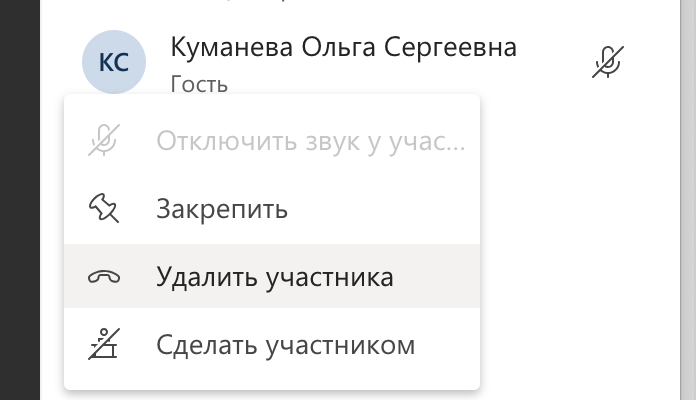 Куманева Ольга Сергеевна
КС
Гость
Отключить звук у учас...
Закрепить
Удалить участника
Сделать участником